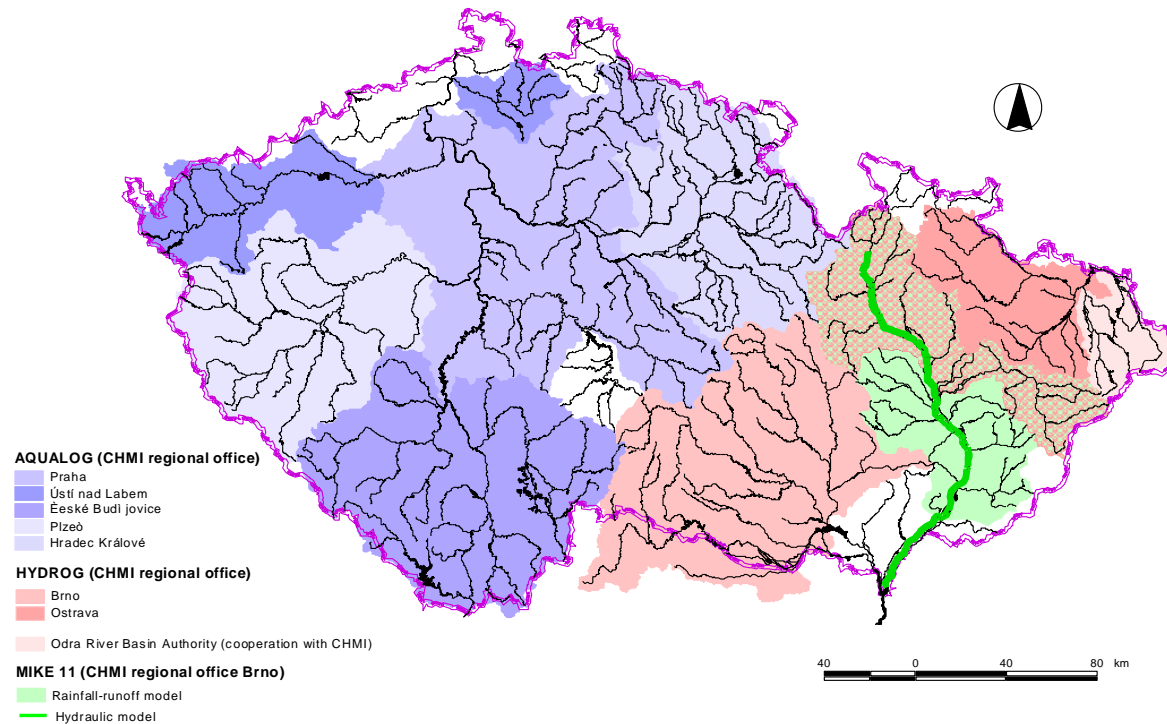 AQUALOG (CHMI regional office)
Praha
Ústí nad Labem
Èeské Budì jovice
Plzeò
Hradec Králové
HYDROG (CHMI regional office)
Brno
Ostrava
Odra River Basin Authority (cooperation with CHMI)
MIKE 11 (CHMI regional office Brno)
Rainfall-runoff model
Hydraulic model
40 0 40 80 km